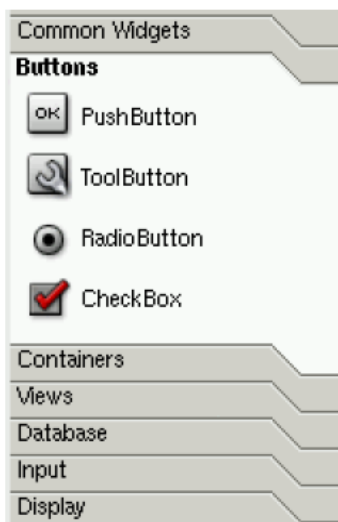 Common Widgets
Buttons
OK PushButton
ToolButton
RadioButton
CheckBox
Containers
Views
Database
Input
Display